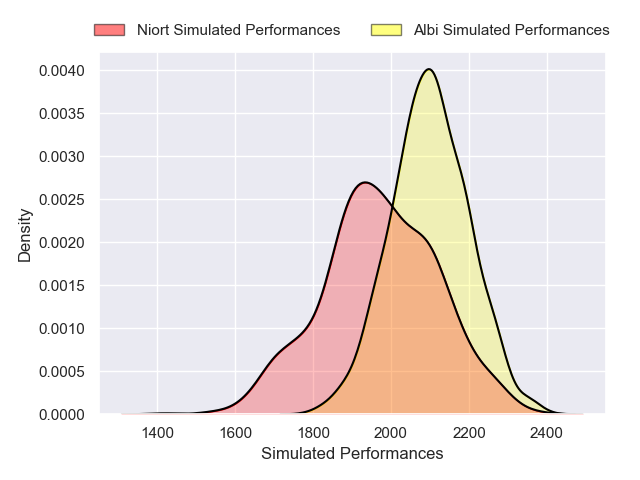 Niort Simulated Performances
Albi Simulated Performances
0.0040
0.0035
0.0030
0.0025
0.0020
0.0015
0.0010
0.0005
0.0000
Density
1400 1600 1800 2000 2200 2400
Simulated Performances